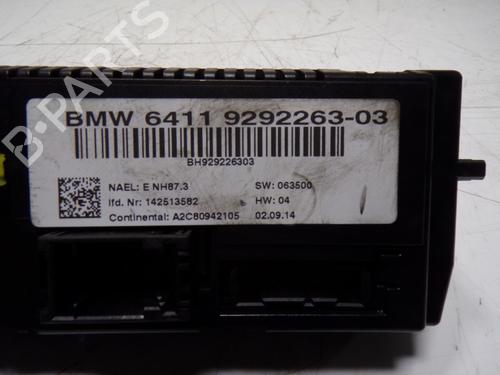 BMW 6411 9292263-03
BH929226303
NAEL: E NH87.3 SW: 063500
lfd. Nr: 142513582 HW: 04
Continental: A2C80942105 02.09.14
B-PARTS